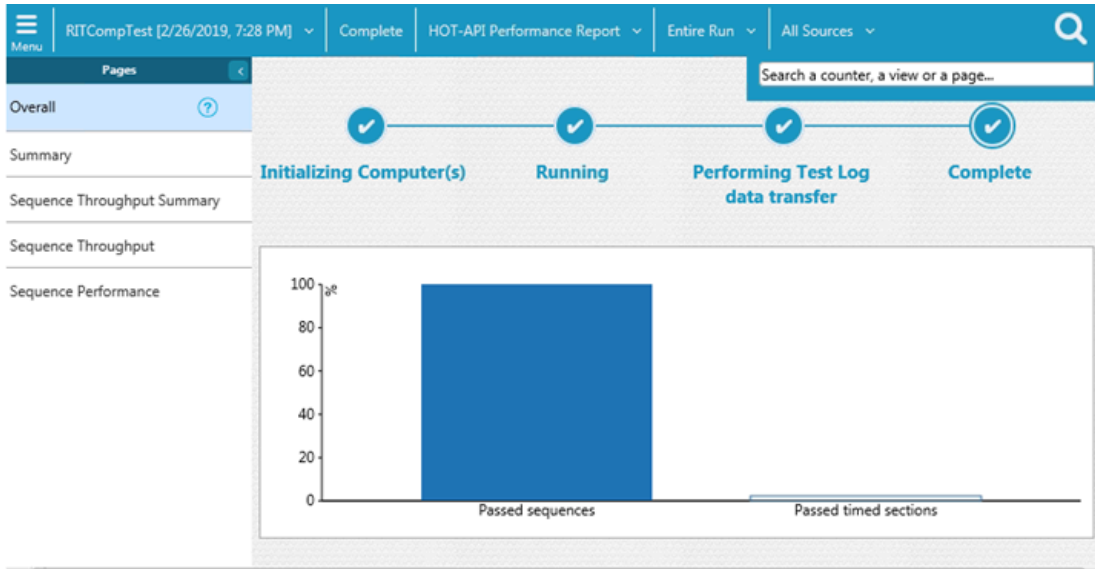 Menu
RITCompTest [2/26/2019, 7:28 PM]
Complete
HOT-API Performance Report
Entire Run
All Sources
Pages
Search a counter, a view or a page...
Overall
?
Summary
Sequence Throughput Summary
Sequence Throughput
Sequence Performance
Initializing Computer(s)
Running
Performing Test Log
data transfer
Complete
100
%
80
60
40
20
0
Passed sequences
Passed timed sections